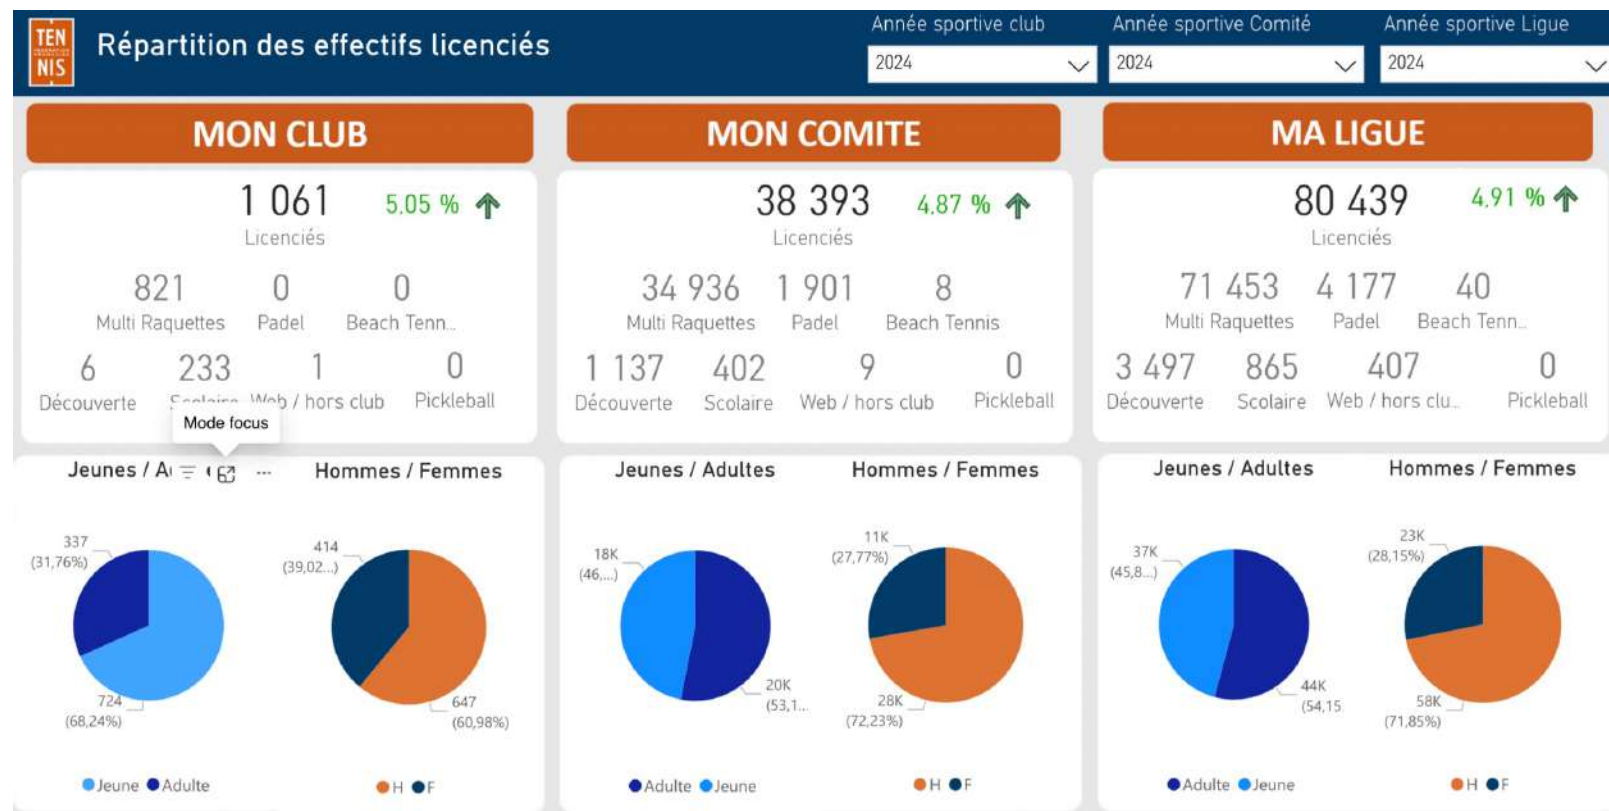 TEN
NIS
Répartition des effectifs licenciés
Année sportive club
2024
Année sportive Comité
2024
Année sportive Ligue
2024
MON CLUB
1 061
5.05 %
Licenciés
821
0
0
Multi Raquettes
Padel
Beach Tenn...
6
233
1
0
Découverte
Scolaire
Web / hors club
Pickleball
Mode focus
MON COMITE
38 393
4.87 %
Licenciés
34 936
1 901
8
Multi Raquettes
Padel
Beach Tennis
1 137
402
9
0
Découverte
Scolaire
Web / hors club
Pickleball
MA LIGUE
80 439
4.91 %
Licenciés
71 453
4 177
40
Multi Raquettes
Padel
Beach Tenn...
3 497
865
407
0
Découverte
Scolaire
Web / hors clu...
Pickleball
Jeunes / A
337
(31,76%)
724
(68,24%)
Jeune
Adulte
Hommes / Femmes
414
(39,02...)
647
(60,98%)
H
F
Jeunes / Adultes
18K
(46,...)
20K
(53,1...
Adulte
Jeune
Hommes / Femmes
11K
(27,77%)
28K
(72,23%)
H
F
Jeunes / Adultes
37K
(45,8...)
44K
(54,15
Adulte
Jeune
Hommes / Femmes
23K
(28,15%)
58K
(71,85%)
H
F